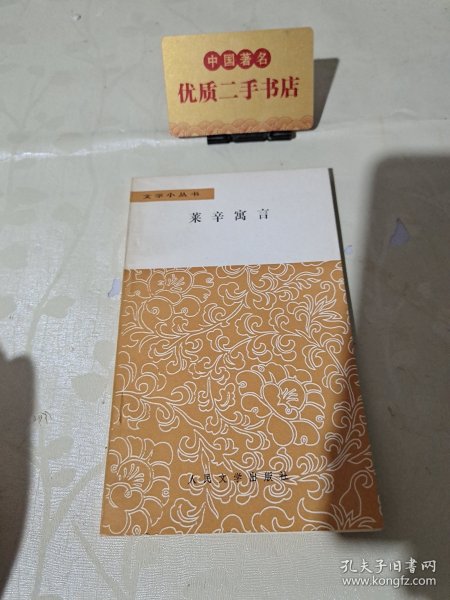 中国著名
优质二手书店
文学小丛书
莱辛寓言
人民文学出版社
孔夫子旧书网
www.kongfz.com